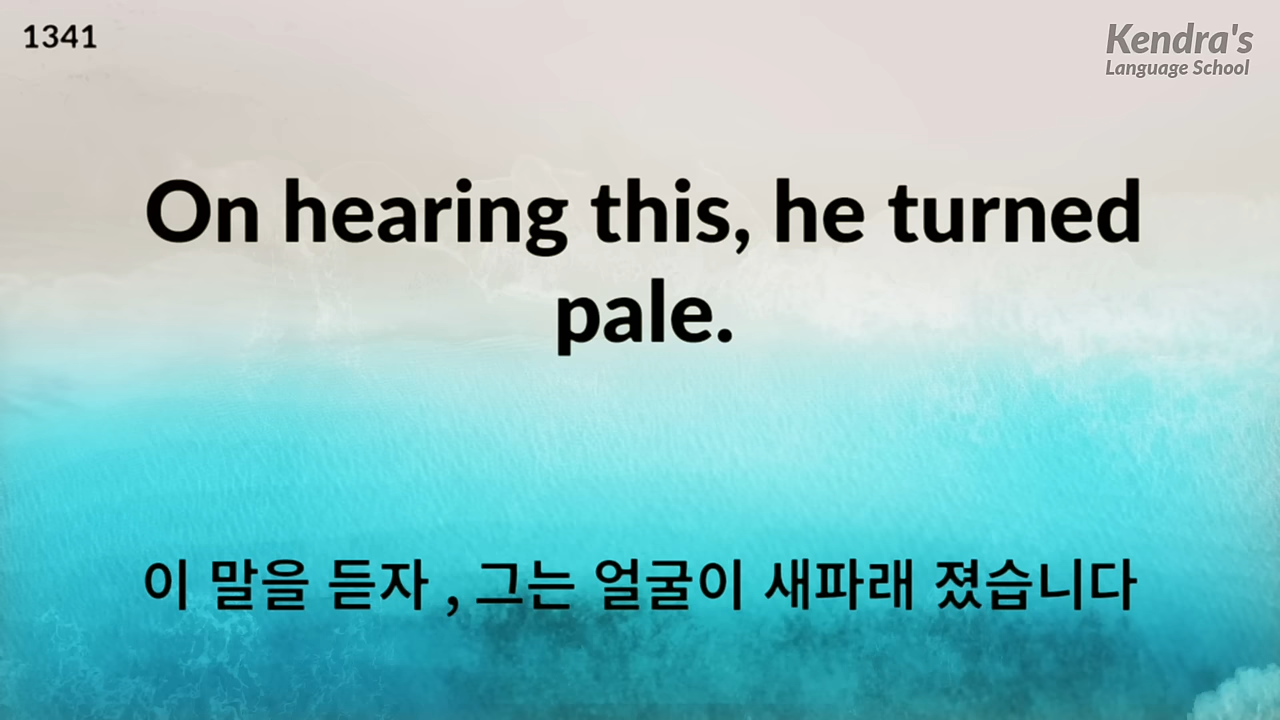 1341
Kendra's
Language School
On hearing this, he turned
pale.
이 말을 듣자 , 그는 얼굴이 새파래 졌습니다